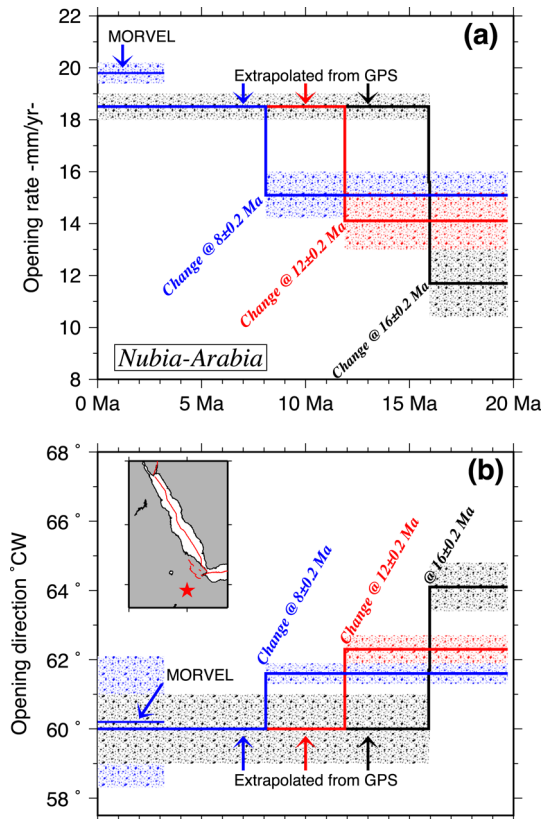 (a)
MORVEL
22
20
18
16
14
12
10
8
Opening rate -mm/yr-
Extrapolated from GPS
Change @ 8±0.2 Ma
Change @ 12±0.2 Ma
Change @ 16±0.2 Ma
Nubia-Arabia
0 Ma
5 Ma
10 Ma
15 Ma
20 Ma
(b)
68°
66°
64°
62°
60°
58°
Opening direction °CW
Change @ 8±0.2 Ma
Change @ 12±0.2 Ma
@ 16±0.2 Ma
MORVEL
Extrapolated from GPS